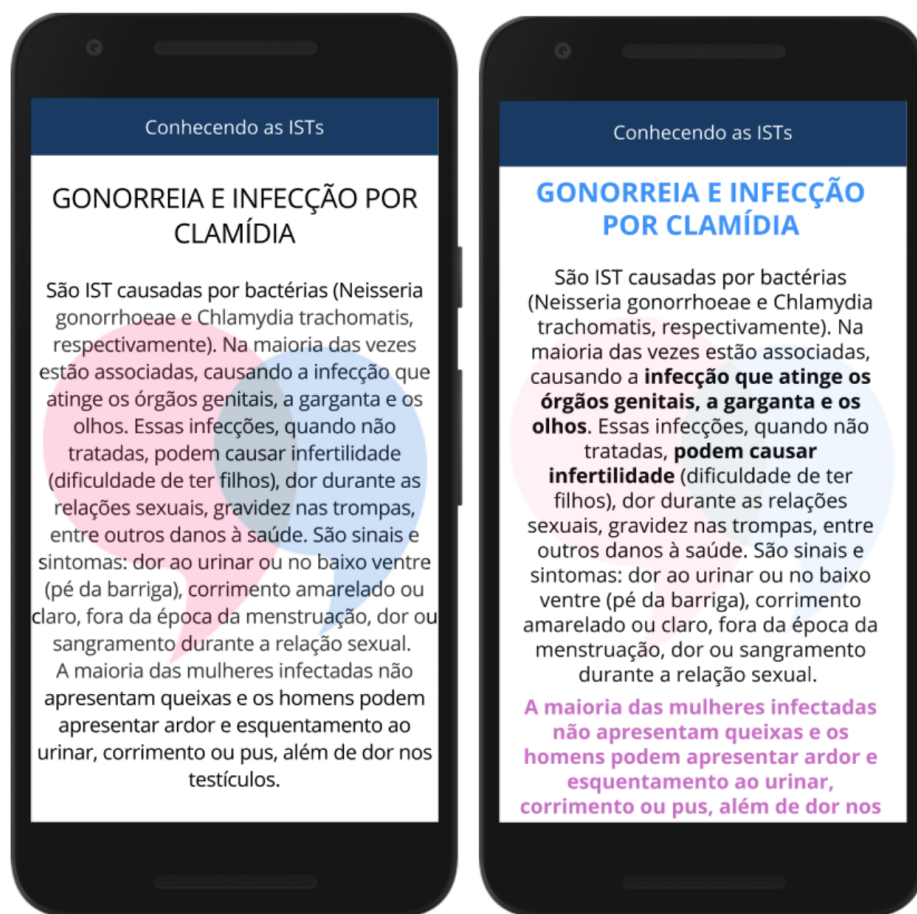 Conhecendo as ISTs
GONORREIA E INFECÇÃO POR
CLAMÍDIA
São IST causadas por bactérias (Neisseria
gonorrhoeae e Chlamydia trachomatis,
respectivamente). Na maioria das vezes
estão associadas, causando a infecção que
atinge os órgãos genitais, a garganta e os
olhos. Essas infecções, quando não
tratadas, podem causar infertilidade
(dificuldade de ter filhos), dor durante as
relações sexuais, gravidez nas trompas,
entre outros danos à saúde. São sinais e
sintomas: dor ao urinar ou no baixo ventre
(pé da barriga), corrimento amarelado ou
claro, fora da época da menstruação, dor ou
sangramento durante a relação sexual.
A maioria das mulheres infectadas não
apresentam queixas e os homens podem
apresentar ardor e esquentamento ao
urinar, corrimento ou pus, além de dor nos
testículos.
Conhecendo as ISTs
GONORREIA E INFECÇÃO
POR CLAMÍDIA
São IST causadas por bactérias
(Neisseria gonorrhoeae e Chlamydia
trachomatis, respectivamente). Na
maioria das vezes estão associadas,
causando a infecção que atinge os
órgãos genitais, a garganta e os
olhos. Essas infecções, quando não
tratadas, podem causar
infertilidade (dificuldade de ter
filhos), dor durante as relações
sexuais, gravidez nas trompas, entre
outros danos à saúde. São sinais e
sintomas: dor ao urinar ou no baixo
ventre (pé da barriga), corrimento
amarelado ou claro, fora da época da
menstruação, dor ou sangramento
durante a relação sexual.
A maioria das mulheres infectadas
não apresentam queixas e os
homens podem apresentar ardor e
esquentamento ao urinar,
corrimento ou pus, além de dor nos